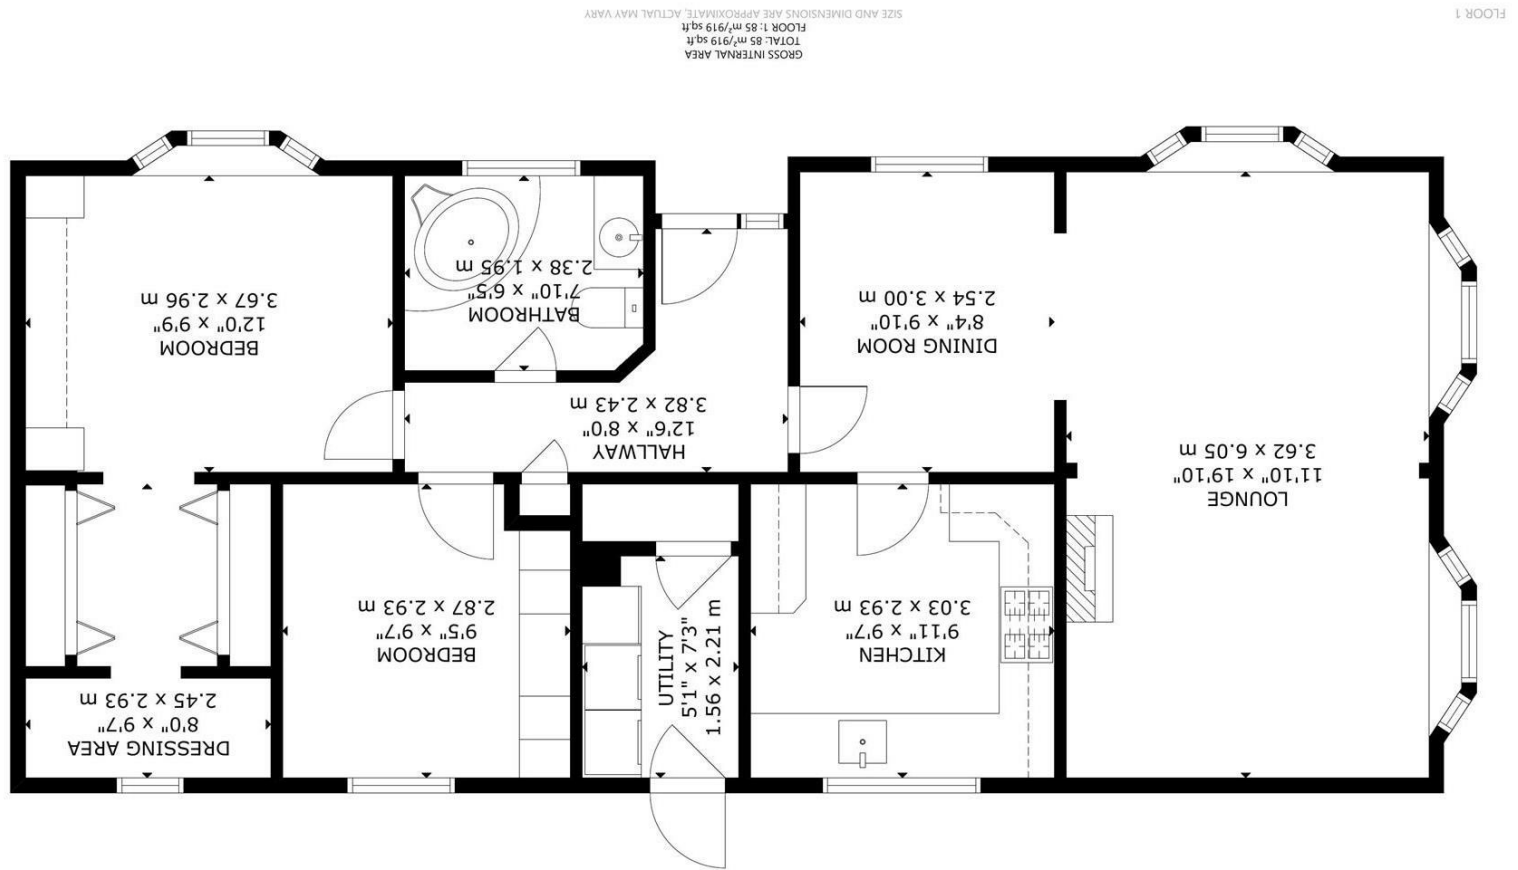 LOUNGE
11'10" x 19'10"
3.62 x 6.05 m
KITCHEN
9'11" x 9'7"
3.03 x 2.93 m
UTILITY
5'1" x 7'3"
1.56 x 2.21 m
BEDROOM
9'5" x 9'7"
2.87 x 2.93 m
DRESSING AREA
8'0" x 9'7"
2.45 x 2.93 m
DINING ROOM
8'4" x 9'10"
2.54 x 3.00 m
HALLWAY
12'6" x 8'0"
3.82 x 2.43 m
BATHROOM
7'10" x 6'5"
2.38 x 1.95 m
BEDROOM
12'0" x 9'9"
3.67 x 2.96 m
GROSS INTERNAL AREA
TOTAL: 85 m²/919 sq.ft
FLOOR 1: 85 m²/919 sq.ft
SIZE AND DIMENSIONS ARE APPROXIMATE, ACTUAL MAY VARY
FLOOR 1